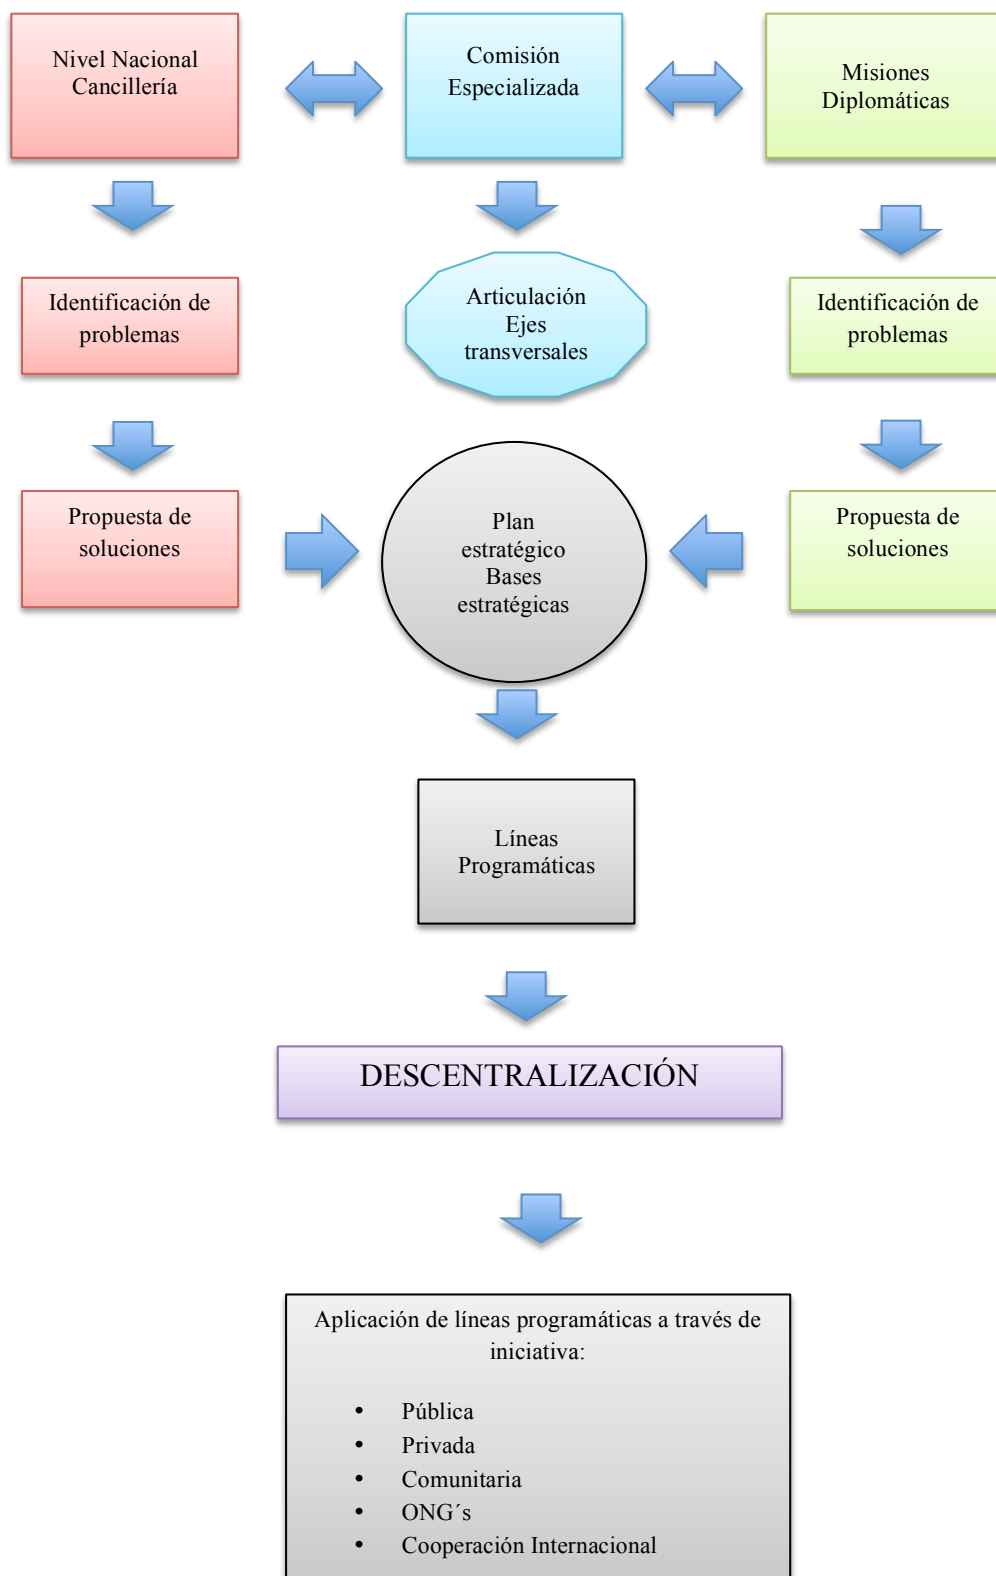 Nivel Nacional
Cancillería
Comisión
Especializada
Misiones
Diplomáticas
Identificación de
problemas
Articulación
Ejes
transversales
Identificación de
problemas
Propuesta de
soluciones
Plan
estratégico
Bases
estratégicas
Propuesta de
soluciones
Líneas
Programáticas
DESCENTRALIZACIÓN
Aplicación de líneas programáticas a través de
iniciativa:
• Pública
• Privada
• Comunitaria
• ONG´s
• Cooperación Internacional